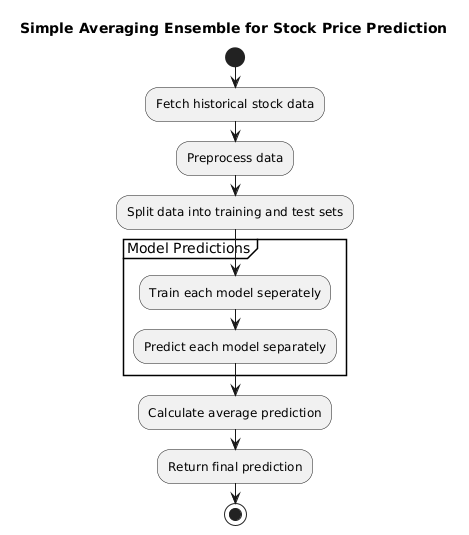 Simple Averaging Ensemble for Stock Price Prediction
Fetch historical stock data
Preprocess data
Split data into training and test sets
Model Predictions
Train each model seperately
Predict each model separately
Calculate average prediction
Return final prediction